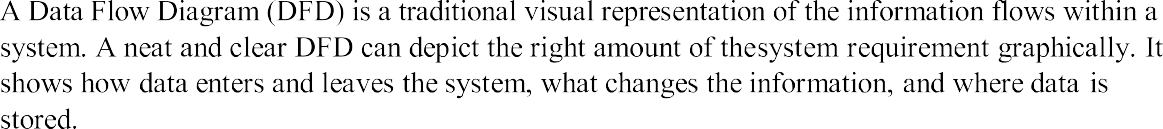 A Data Flow Diagram (DFD) is a traditional visual representation of the information flows within a
system. A neat and clear DFD can depict the right amount of thesystem requirement graphically. It
shows how data enters and leaves the system, what changes the information, and where data is
stored.